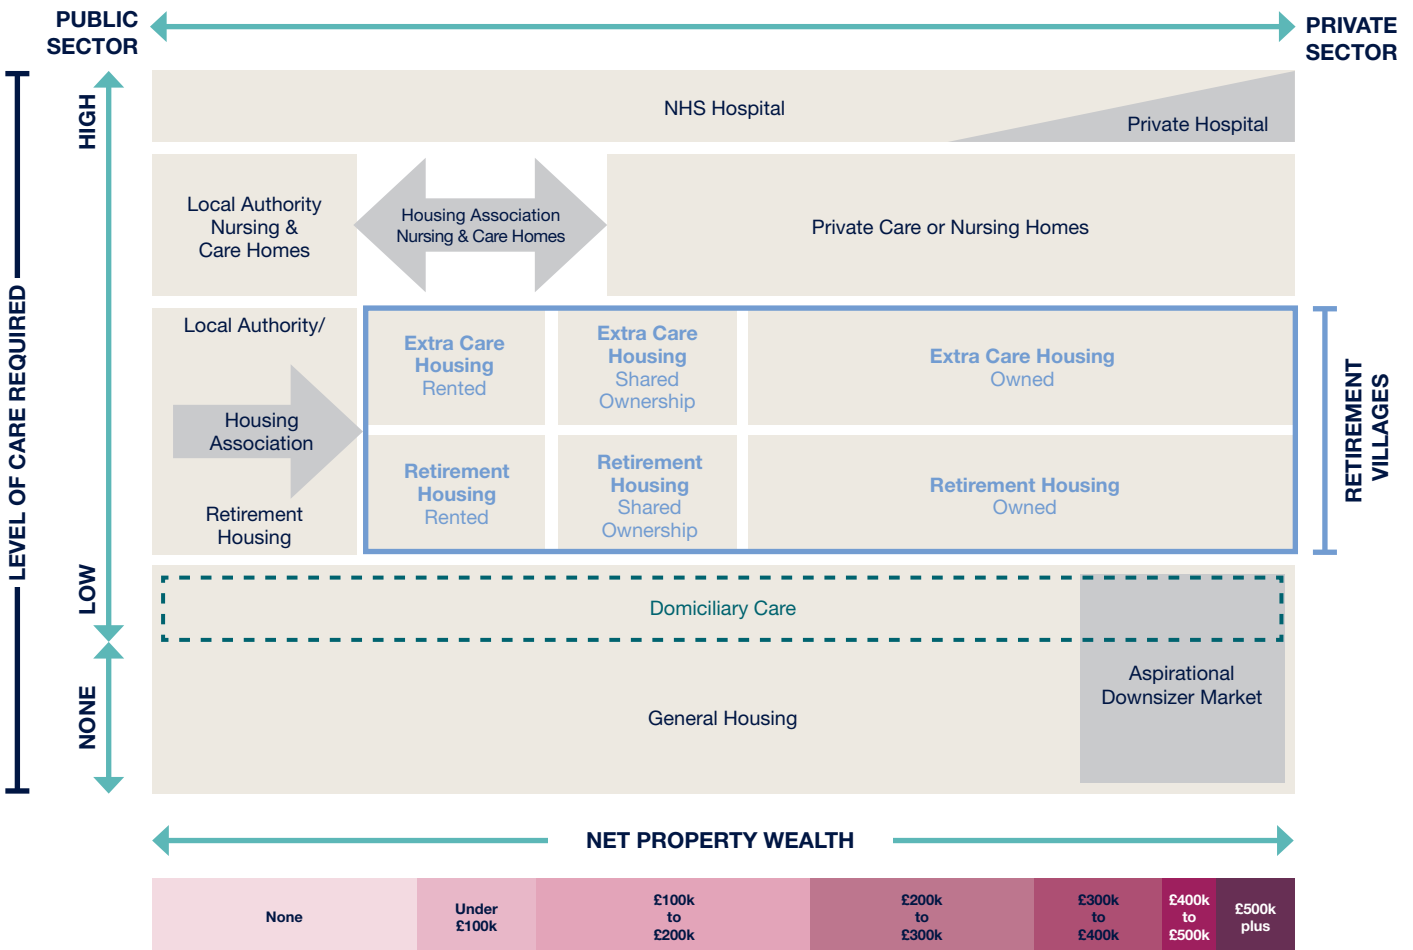 PUBLIC
SECTOR
PRIVATE
SECTOR
LEVEL OF CARE REQUIRED
HIGH
LOW
NONE
NHS Hospital
Private Hospital
Local Authority
Nursing &
Care Homes
Housing Association
Nursing & Care Homes
Private Care or Nursing Homes
Local Authority/
Housing
Association
Retirement
Housing
Extra Care
Housing
Rented
Extra Care
Housing
Shared
Ownership
Extra Care Housing
Owned
Retirement
Housing
Rented
Retirement
Housing
Shared
Ownership
Retirement Housing
Owned
RETIREMENT
VILLAGES
Domiciliary Care
Aspirational
Downsizer Market
General Housing
NET PROPERTY WEALTH
None
Under
£100k
£100k
to
£200k
£200k
to
£300k
£300k
to
£400k
£400k
to
£500k
£500k
plus